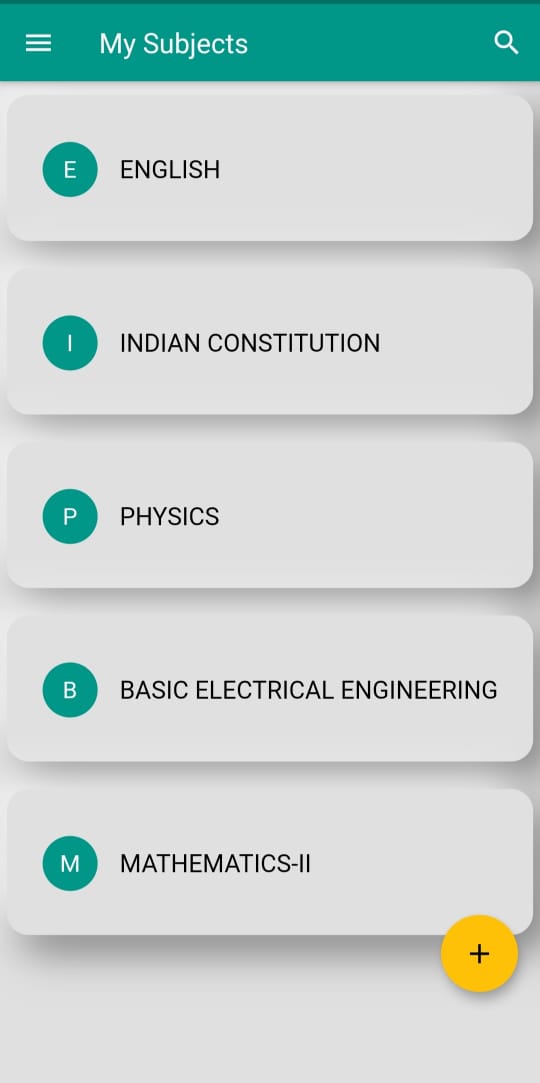 My Subjects
E ENGLISH
I INDIAN CONSTITUTION
P PHYSICS
B BASIC ELECTRICAL ENGINEERING
M MATHEMATICS-II
+